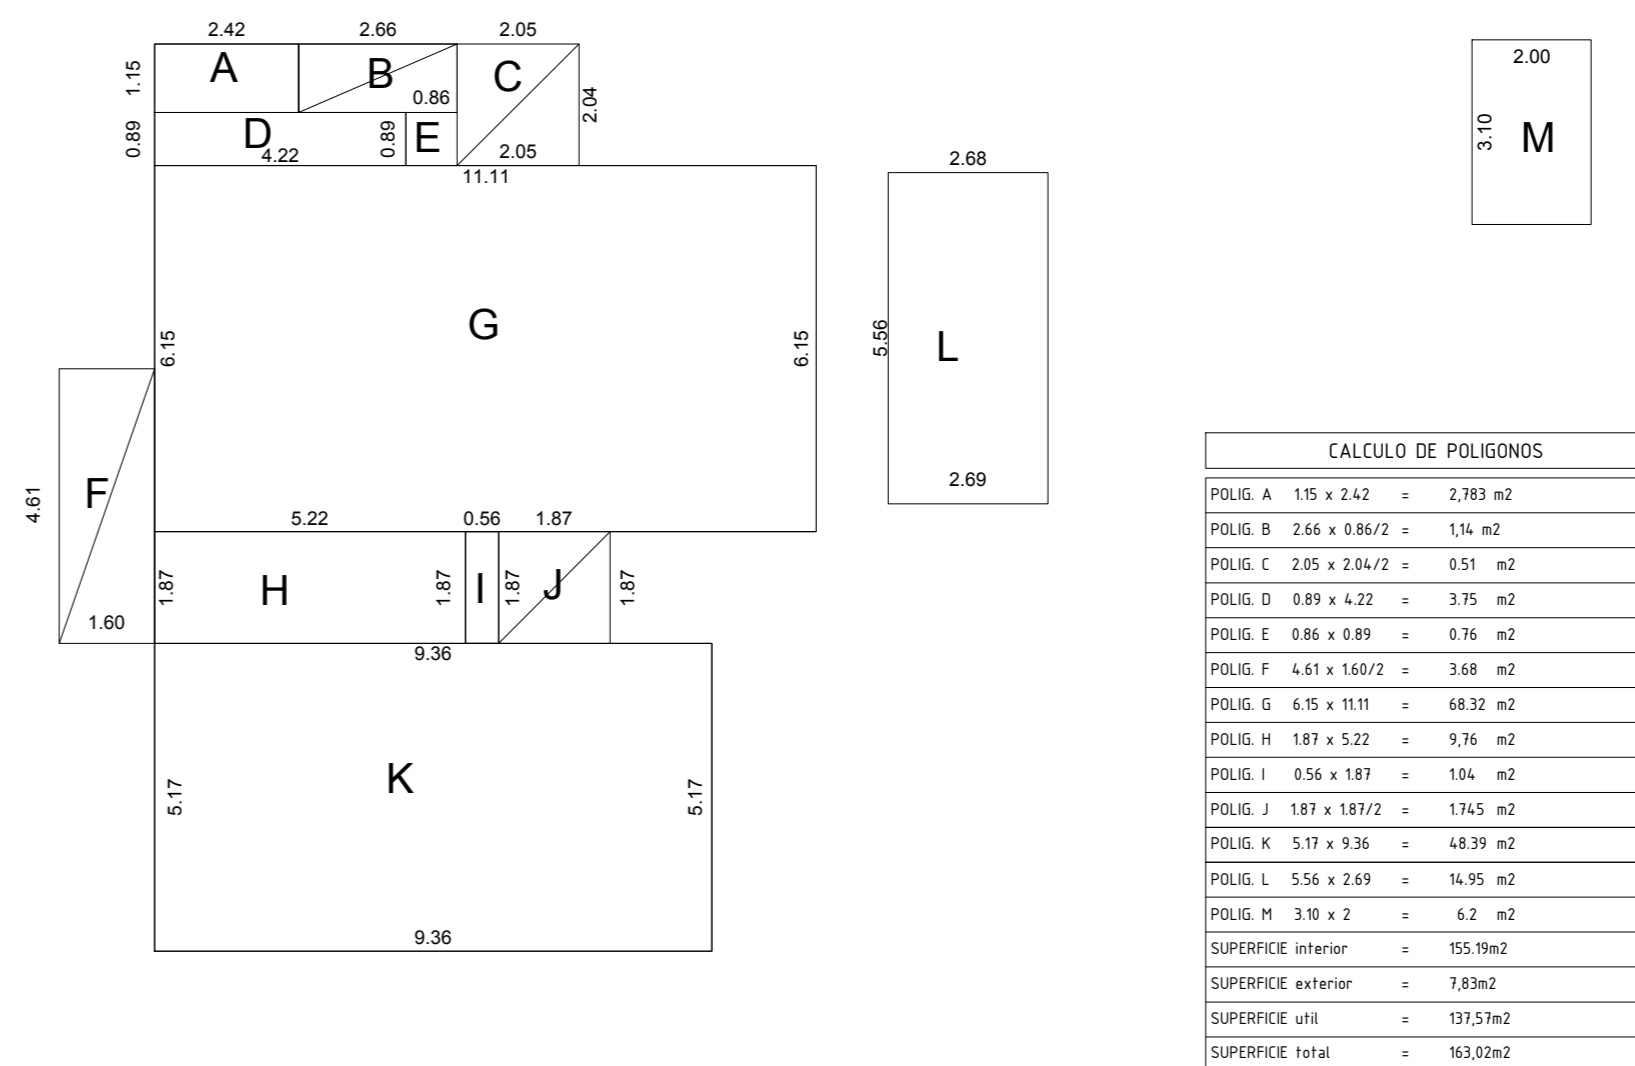 2.42 2.66 2.05
1.15 A B C 2.04
0.86
0.89 D 0.89 E
4.22 2.05
11.11
G
6.15 6.15
F
4.61
1.60
5.22 0.56 1.87
1.87 H 1.87 I 1.87 J 1.87
9.36
K
5.17 5.17
9.36
2.68
5.56 L
2.69
2.00
3.10 M
CALCULO DE POLIGONOS
POLIG. A 1.15 x 2.42 = 2,783 m2
POLIG. B 2.66 x 0.86/2 = 1,14 m2
POLIG. C 2.05 x 2.04/2 = 0.51 m2
POLIG. D 0.89 x 4.22 = 3.75 m2
POLIG. E 0.86 x 0.89 = 0.76 m2
POLIG. F 4.61 x 1.60/2 = 3.68 m2
POLIG. G 6.15 x 11.11 = 68.32 m2
POLIG. H 1.87 x 5.22 = 9,76 m2
POLIG. I 0.56 x 1.87 = 1.04 m2
POLIG. J 1.87 x 1.87/2 = 1.745 m2
POLIG. K 5.17 x 9.36 = 48.39 m2
POLIG. L 5.56 x 2.69 = 14.95 m2
POLIG. M 3.10 x 2 = 6.2 m2
SUPERFICIE interior = 155.19m2
SUPERFICIE exterior = 7,83m2
SUPERFICIE util = 137,57m2
SUPERFICIE total = 163,02m2